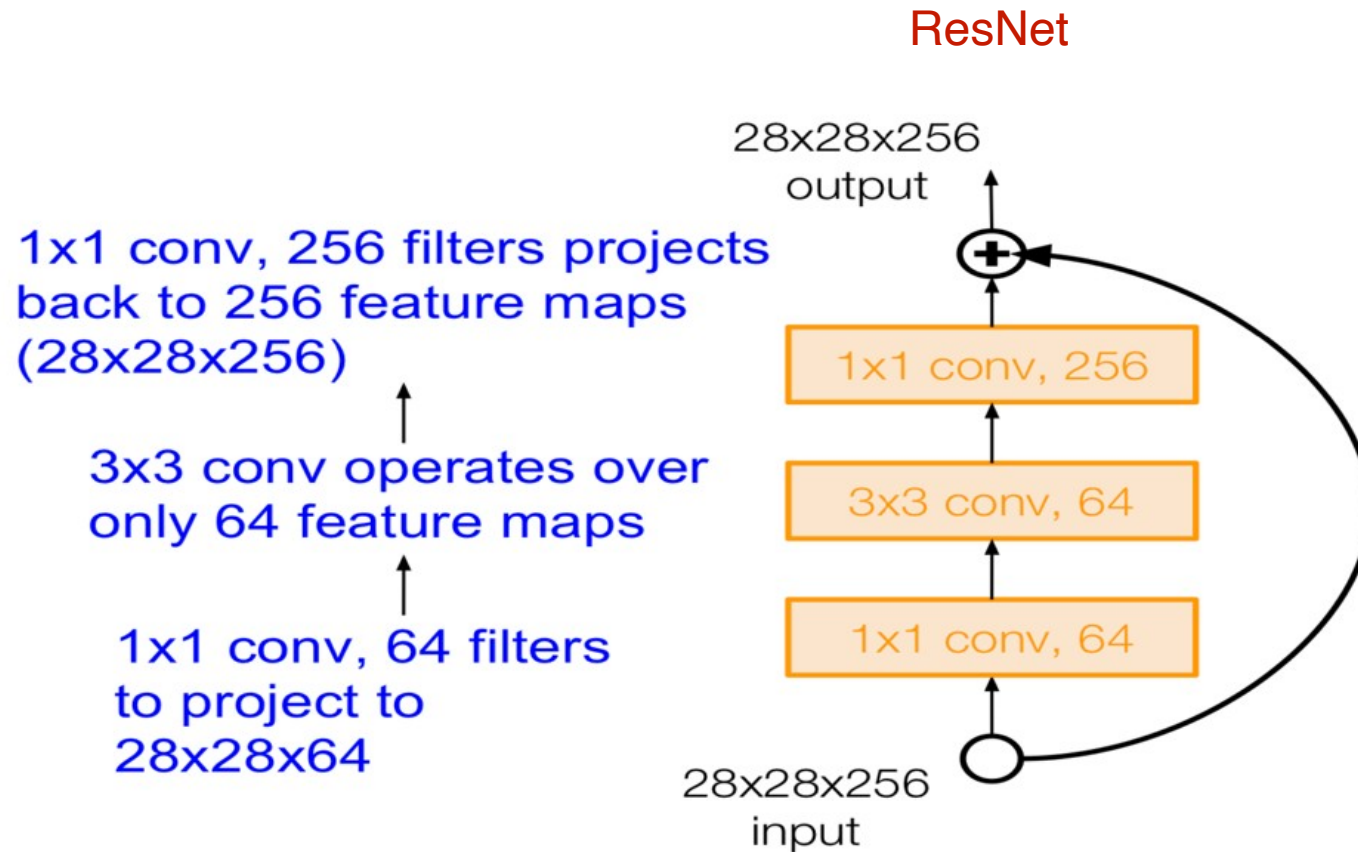 ResNet
28x28x256
output
1x1 conv, 256 filters projects
back to 256 feature maps
(28x28x256)
3x3 conv operates over
only 64 feature maps
1x1 conv, 64 filters
to project to
28x28x64
+
1x1 conv, 256
3x3 conv, 64
1x1 conv, 64
28x28x256
input